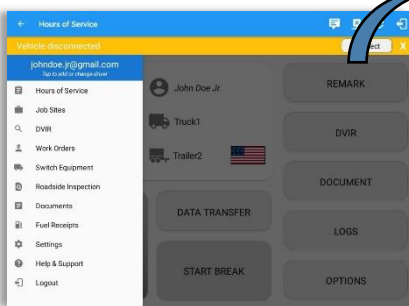 Hours of Service
Vehicle disconnected
X
johndoe.jr@gmail.com
Tap to add or change driver
Hours of Service
Job Sites
DVIR
Work Orders
Switch Equipment
Roadside Inspection
Documents
Fuel Receipts
Settings
Help & Support
Logout
John Doe Jr.
Truck1
Trailer2
DATA TRANSFER
START BREAK
REMARK
DVIR
DOCUMENT
LOGS
OPTIONS